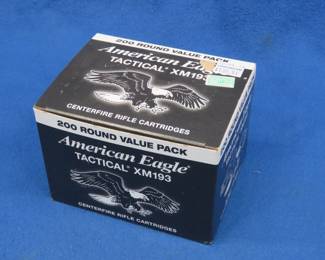 200 ROUND VALUE PACK
American Eagle®
TACTICAL® XM193
CENTERFIRE RIFLE CARTRIDGES
200 ROUND VALUE PACK
American Eagle®
TACTICAL® XM193
CENTERFIRE RIFLE CARTRIDGES